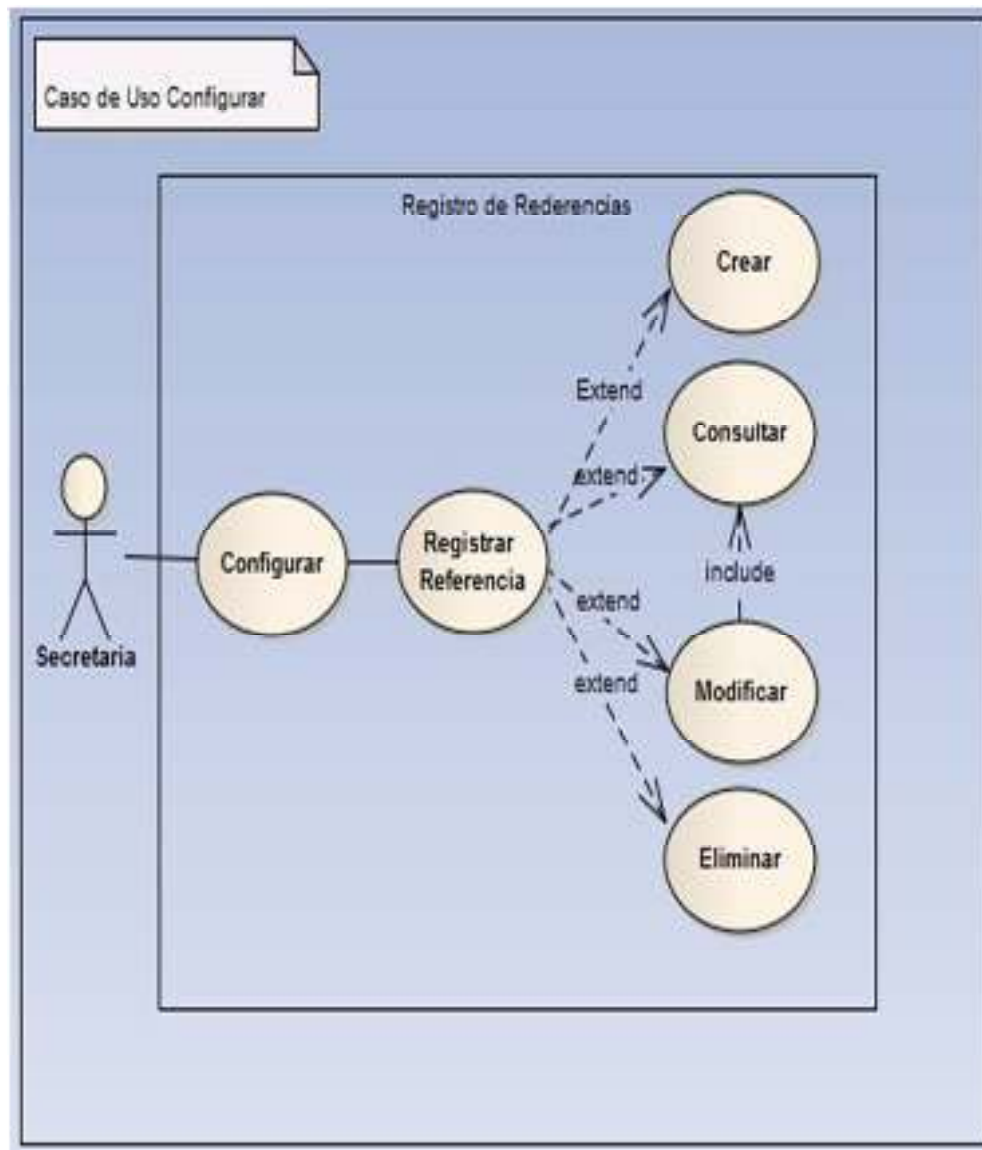 Caso de Uso Configurar
Registro de Rederencias
Crear
Extend
Consultar
extend
Configurar
Registrar
Referencia
include
extend
Secretaria
extend
Modificar
Eliminar